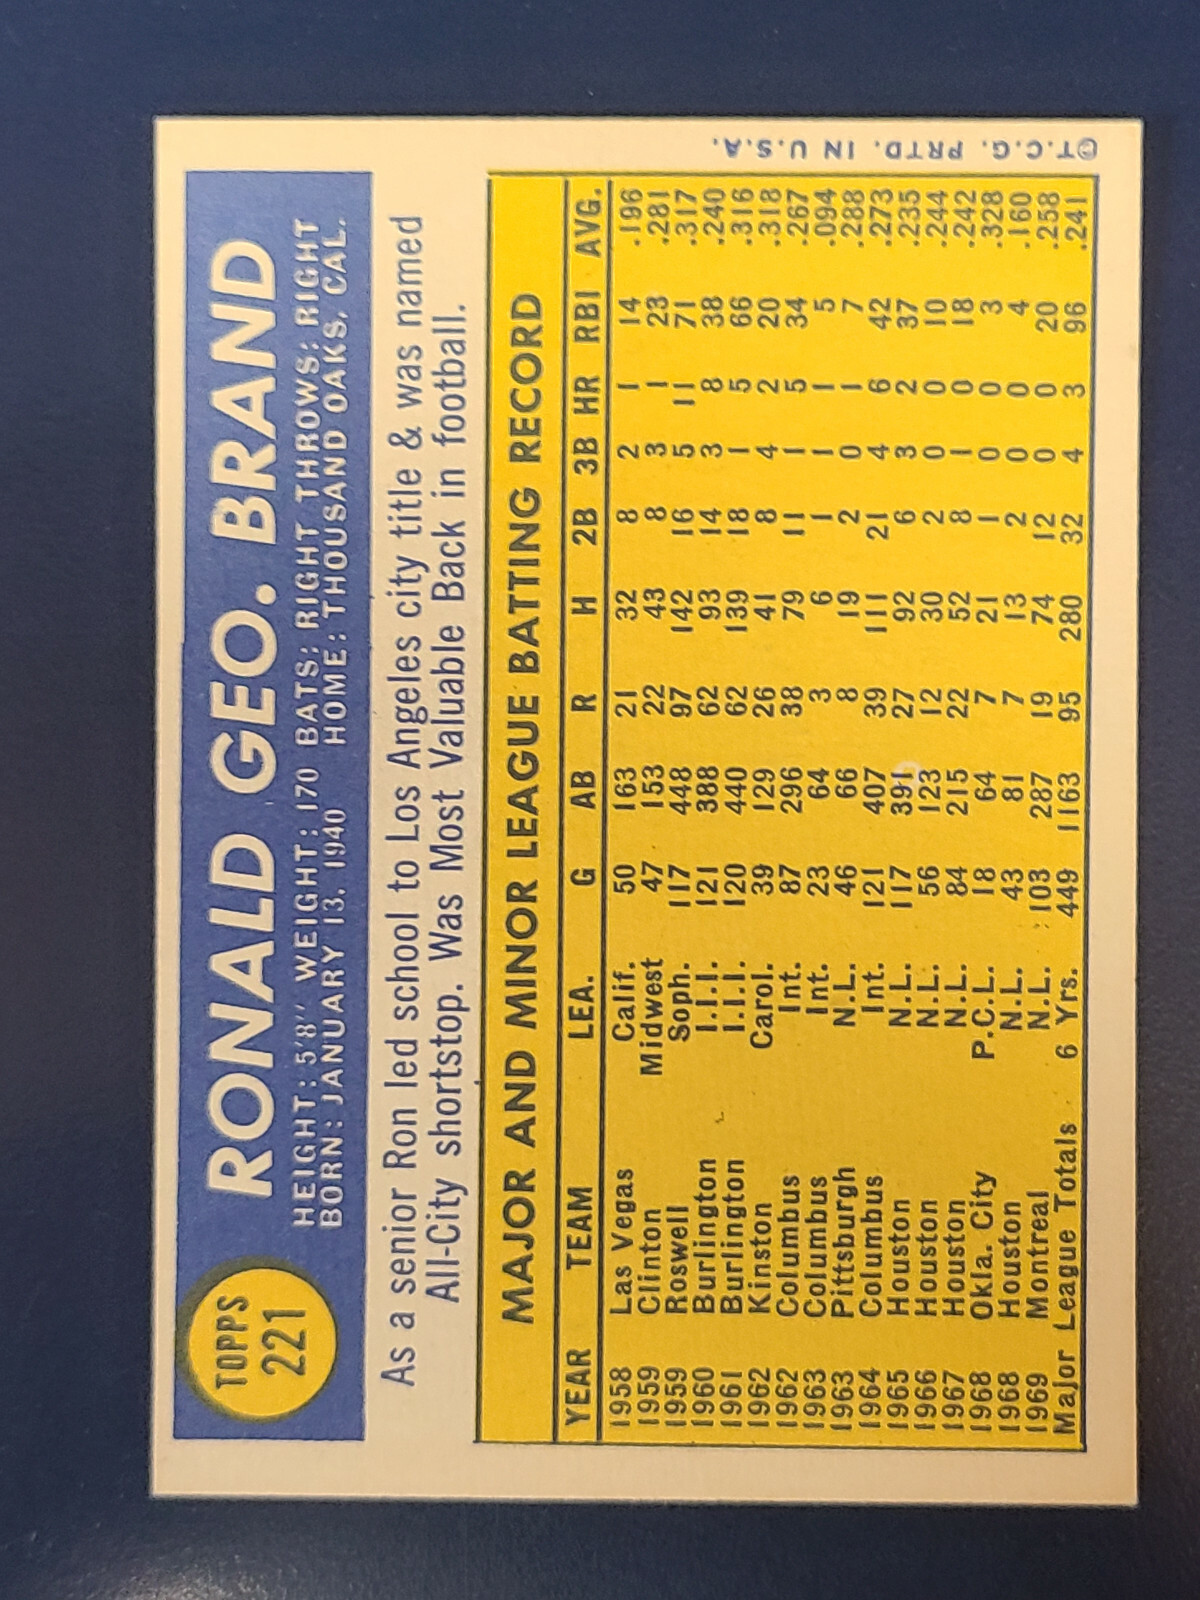 TOPPS
221
RONALD GEO. BRAND
HEIGHT: 5'8" WEIGHT: 170 BATS: RIGHT THROWS: RIGHT
BORN: JANUARY 13, 1940 HOME: THOUSAND OAKS, CAL.
As a senior Ron led school to Los Angeles city title & was named
All-City shortstop. Was Most Valuable Back in football.
MAJOR AND MINOR LEAGUE BATTING RECORD
YEAR TEAM LEA. G AB R H 2B 3B HR RBI AVG.
1958 Las Vegas Calif. 50 163 21 32 8 2 1 14 .196
1959 Clinton Midwest 47 153 22 43 8 3 1 23 .281
1959 Roswell Soph. 117 448 97 142 16 5 11 71 .317
1960 Burlington I.I.I. 121 388 62 93 14 3 8 38 .240
1961 Burlington I.I.I. 120 440 62 139 18 1 5 66 .316
1962 Kinston Carol. 39 129 26 41 8 4 2 20 .318
1962 Columbus Int. 87 296 38 79 11 1 5 34 .267
1963 Columbus Int. 23 64 3 6 1 1 1 5 .094
1963 Pittsburgh N.L. 46 66 8 19 2 0 1 7 .288
1964 Columbus Int. 121 407 39 111 21 4 6 42 .273
1965 Houston N.L. 117 391 27 92 6 3 2 37 .235
1966 Houston N.L. 56 123 12 30 2 0 0 10 .244
1967 Houston N.L. 84 215 22 52 8 1 0 18 .242
1968 Okla. City P.C.L. 18 64 7 21 1 0 0 3 .328
1968 Houston N.L. 43 81 7 13 2 0 0 4 .160
1969 Montreal N.L. 103 287 19 74 12 0 0 20 .258
Major League Totals 6 Yrs. 449 1163 95 280 32 4 3 96 .241
©T.C.G. PRTD. IN U.S.A.